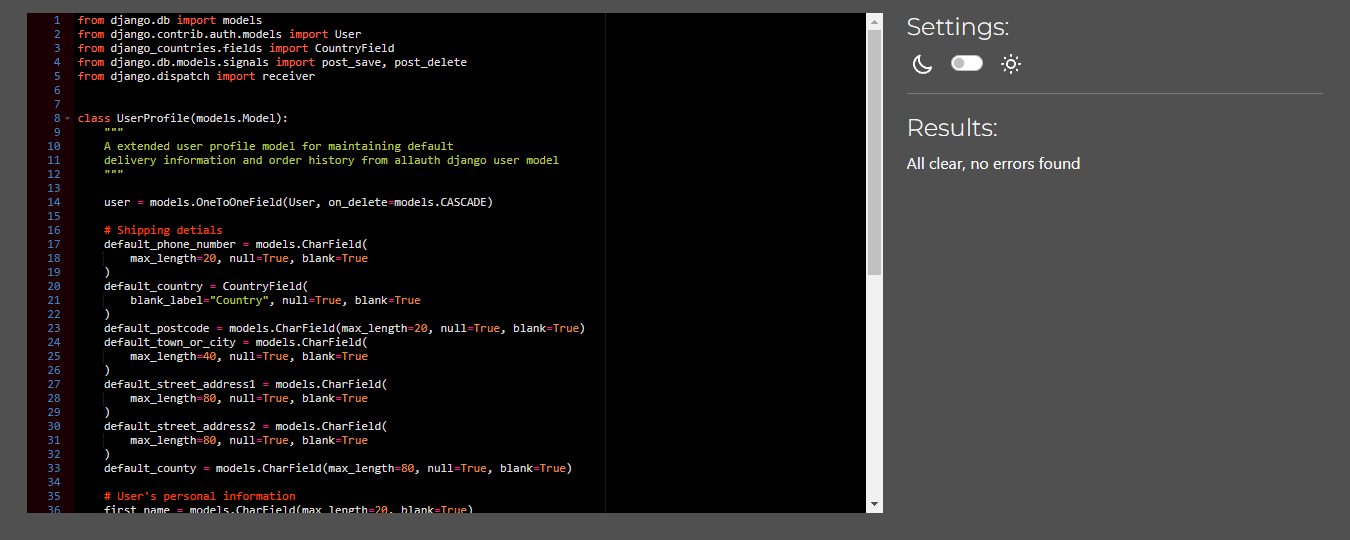 1 from django.db import models
2 from django.contrib.auth.models import User
3 from django_countries.fields import CountryField
4 from django.db.models.signals import post_save, post_delete
5 from django.dispatch import receiver
6
7
8 class UserProfile(models.Model):
9     """
10     A extended user profile model for maintaining default
11     delivery information and order history from allauth django user model
12     """
13
14     user = models.OneToOneField(User, on_delete=models.CASCADE)
15
16     # Shipping detials
17     default_phone_number = models.CharField(
18         max_length=20, null=True, blank=True
19     )
20     default_country = CountryField(
21         blank_label="Country", null=True, blank=True
22     )
23     default_postcode = models.CharField(max_length=20, null=True, blank=True)
24     default_town_or_city = models.CharField(
25         max_length=40, null=True, blank=True
26     )
27     default_street_address1 = models.CharField(
28         max_length=80, null=True, blank=True
29     )
30     default_street_address2 = models.CharField(
31         max_length=80, null=True, blank=True
32     )
33     default_county = models.CharField(max_length=80, null=True, blank=True)
34
35     # User's personal information
36     first_name = models.CharField(max_length=20, blank=True)
Settings:
Results:
All clear, no errors found